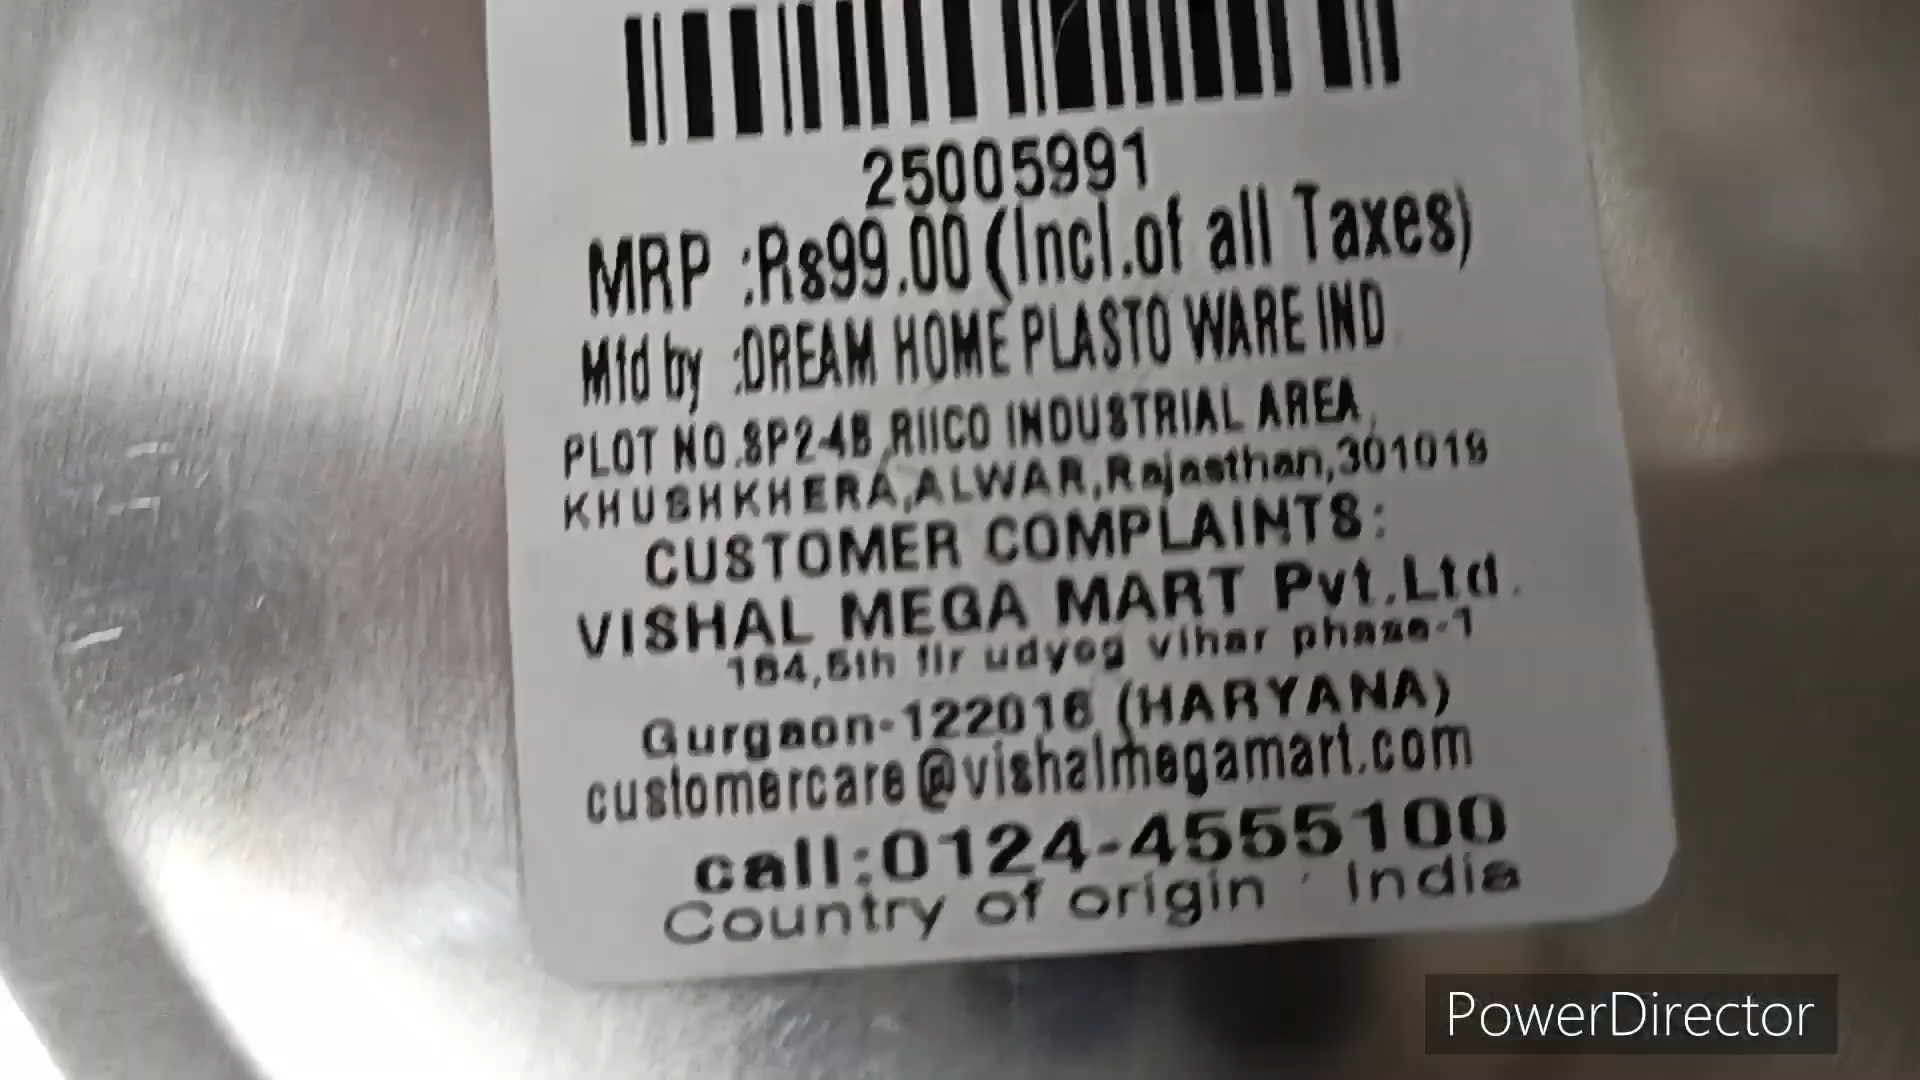 25005991
MRP :Rs99.00 (Incl.of all Taxes)
Mfd by :DREAM HOME PLASTO WARE IND
PLOT NO.SP2-4B,RIICO INDUSTRIAL AREA,
KHUSHKHERA,ALWAR,Rajasthan,301019
CUSTOMER COMPLAINTS:
VISHAL MEGA MART Pvt.Ltd.
184,5th flr udyog vihar phase-1
Gurgaon-122016 (HARYANA)
customercare@vishalmegamart.com
call:0124-4555100
Country of origin : India
PowerDirector